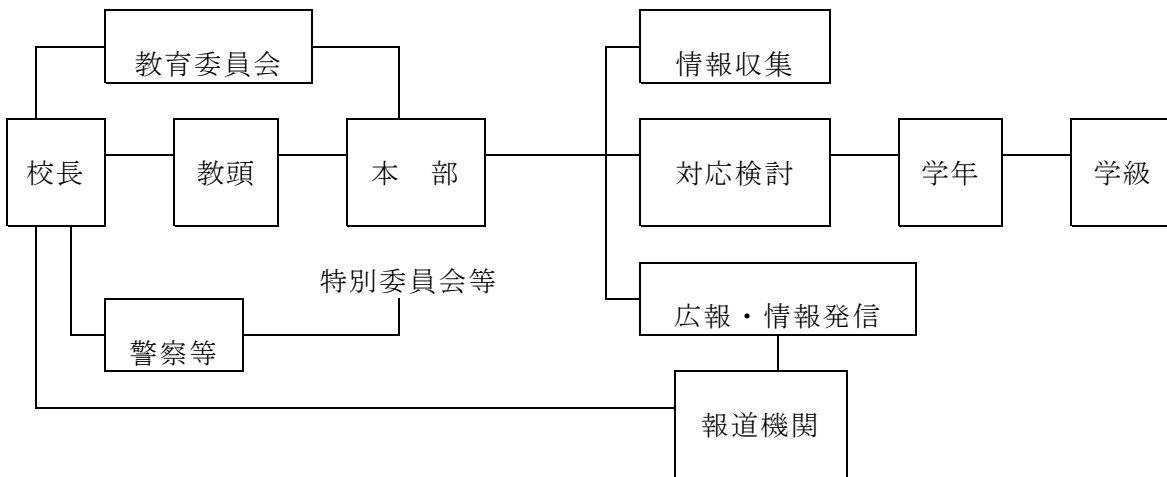 教育委員会
情報収集
校長
教頭
本　部
対応検討
学年
学級
特別委員会等
広報・情報発信
警察等
報道機関